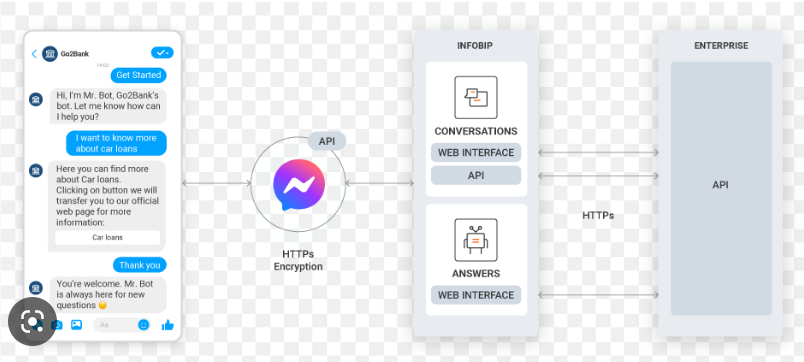 Go2Bank
14:03
Get Started
Hi, I'm Mr. Bot, Go2Bank's
bot. Let me know how can
I help you?
I want to know more
about car loans
Here you can find more
about Car loans.
Clicking on button we will
transfer you to our official
web page for more
information:
Car loans
Thank you
You're welcome. Mr. Bot
is always here for new
questions 😊
Aa
API
HTTPs
Encryption
INFOBIP
CONVERSATIONS
WEB INTERFACE
API
ANSWERS
WEB INTERFACE
HTTPs
ENTERPRISE
API